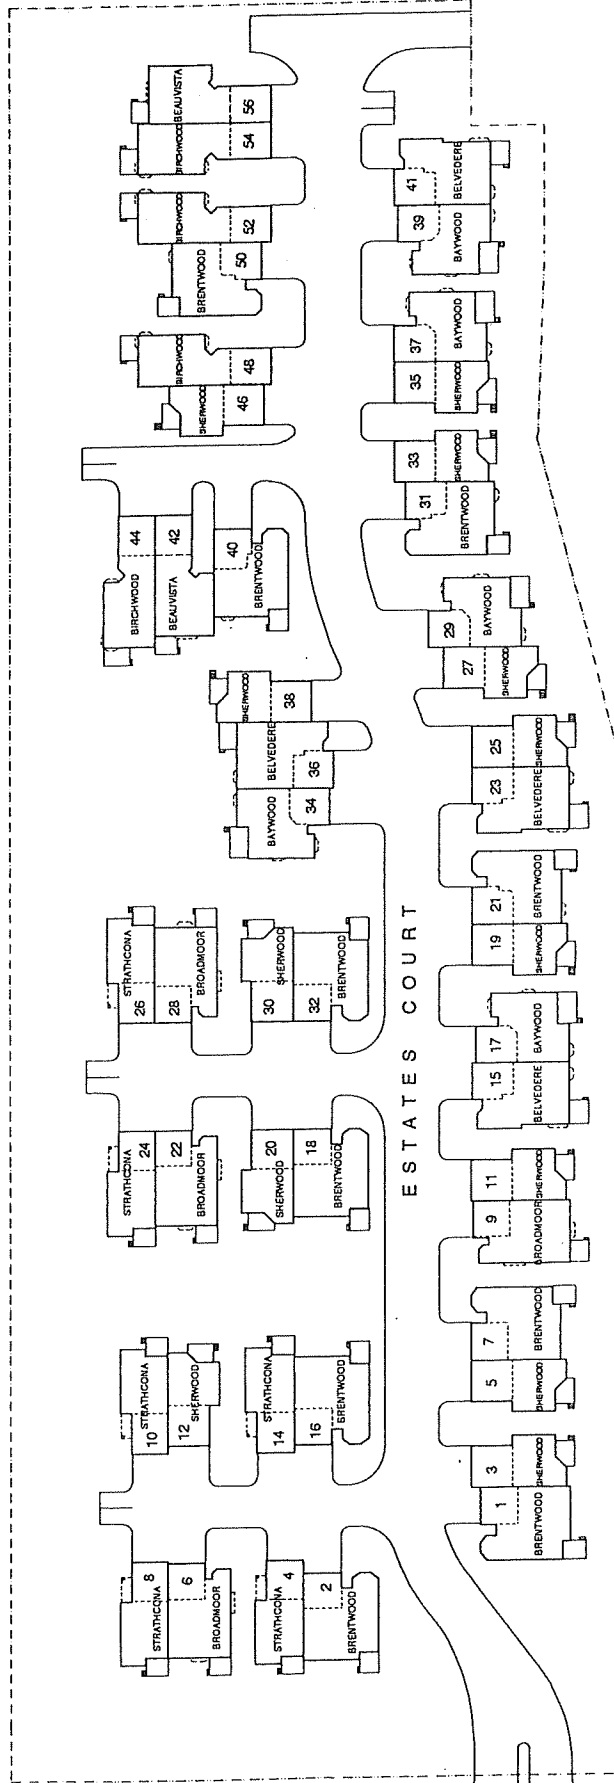 BEAUVISTA 56
BIRCHWOOD 54
BIRCHWOOD 52
BRENTWOOD 50
BIRCHWOOD 48
SHERWOOD 46
BIRCHWOOD 44
BEAUVISTA 42
BRENTWOOD 40
SHERWOOD 38
BELVEDERE 36
BAYWOOD 34
STRATHCONA 26
BROADMOOR 28
SHERWOOD 30
BRENTWOOD 32
STRATHCONA 24
BROADMOOR 22
SHERWOOD 20
BRENTWOOD 18
STRATHCONA 10
SHERWOOD 12
STRATHCONA 14
BRENTWOOD 16
STRATHCONA 8
BROADMOOR 6
STRATHCONA 4
BRENTWOOD 2
ESTATES COURT
41 BELVEDERE
39 BAYWOOD
37 BAYWOOD
35 SHERWOOD
33 SHERWOOD
31 BRENTWOOD
29 BAYWOOD
27 SHERWOOD
25 SHERWOOD
23 BELVEDERE
21 BRENTWOOD
19 SHERWOOD
17 BAYWOOD
15 BELVEDERE
11 SHERWOOD
9 BROADMOOR
7 BRENTWOOD
5 SHERWOOD
3 SHERWOOD
1 BRENTWOOD